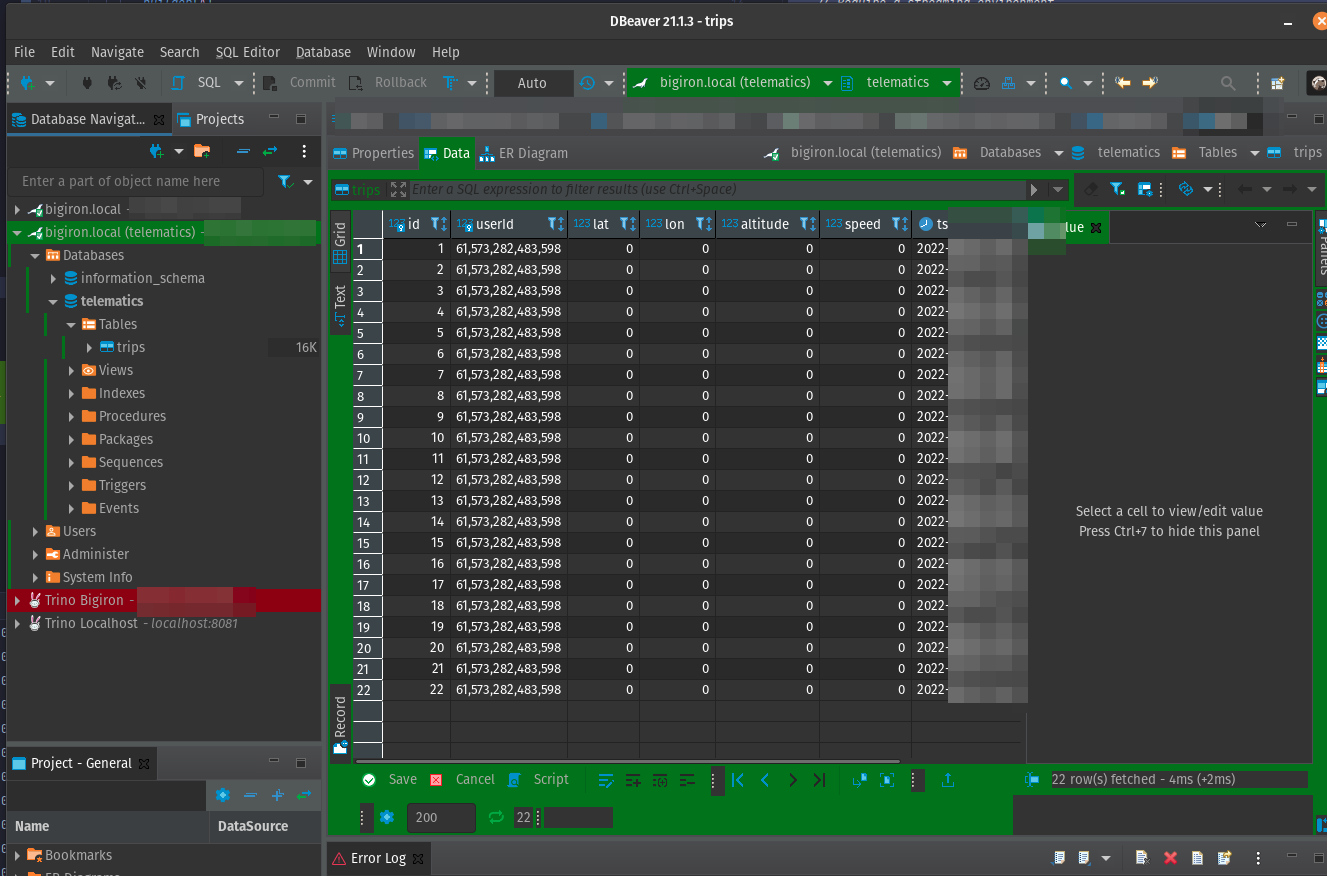 DBeaver 21.1.3 - trips
File Edit Navigate Search SQL Editor Database Window Help
SQL Commit Rollback Auto bigiron.local (telematics) telematics
Database Navigat... Projects
Properties Data ER Diagram bigiron.local (telematics) Databases telematics Tables trips
Enter a part of object name here
trips Enter a SQL expression to filter results (use Ctrl+Space)
bigiron.local -
bigiron.local (telematics) -
Databases
information_schema
telematics
Tables
trips 16K
Views
Indexes
Procedures
Packages
Sequences
Triggers
Events
Users
Administer
System Info
Trino Bigiron -
Trino Localhost - localhost:8081
Grid
Text
Record
123 id 123 userId 123 lat 123 lon 123 altitude 123 speed ts
lue
Panels
1 1 61,573,282,483,598 0 0 0 0 2022-
2 2 61,573,282,483,598 0 0 0 0 2022-
3 3 61,573,282,483,598 0 0 0 0 2022-
4 4 61,573,282,483,598 0 0 0 0 2022-
5 5 61,573,282,483,598 0 0 0 0 2022-
6 6 61,573,282,483,598 0 0 0 0 2022-
7 7 61,573,282,483,598 0 0 0 0 2022-
8 8 61,573,282,483,598 0 0 0 0 2022-
9 9 61,573,282,483,598 0 0 0 0 2022-
10 10 61,573,282,483,598 0 0 0 0 2022-
11 11 61,573,282,483,598 0 0 0 0 2022-
12 12 61,573,282,483,598 0 0 0 0 2022-
13 13 61,573,282,483,598 0 0 0 0 2022-
14 14 61,573,282,483,598 0 0 0 0 2022-
15 15 61,573,282,483,598 0 0 0 0 2022-
16 16 61,573,282,483,598 0 0 0 0 2022-
17 17 61,573,282,483,598 0 0 0 0 2022-
18 18 61,573,282,483,598 0 0 0 0 2022-
19 19 61,573,282,483,598 0 0 0 0 2022-
20 20 61,573,282,483,598 0 0 0 0 2022-
21 21 61,573,282,483,598 0 0 0 0 2022-
22 22 61,573,282,483,598 0 0 0 0 2022-
Select a cell to view/edit value
Press Ctrl+7 to hide this panel
Save Cancel Script
22 row(s) fetched - 4ms (+2ms)
200 22
Project - General
Name DataSource
Bookmarks
ER Diagrams
Error Log